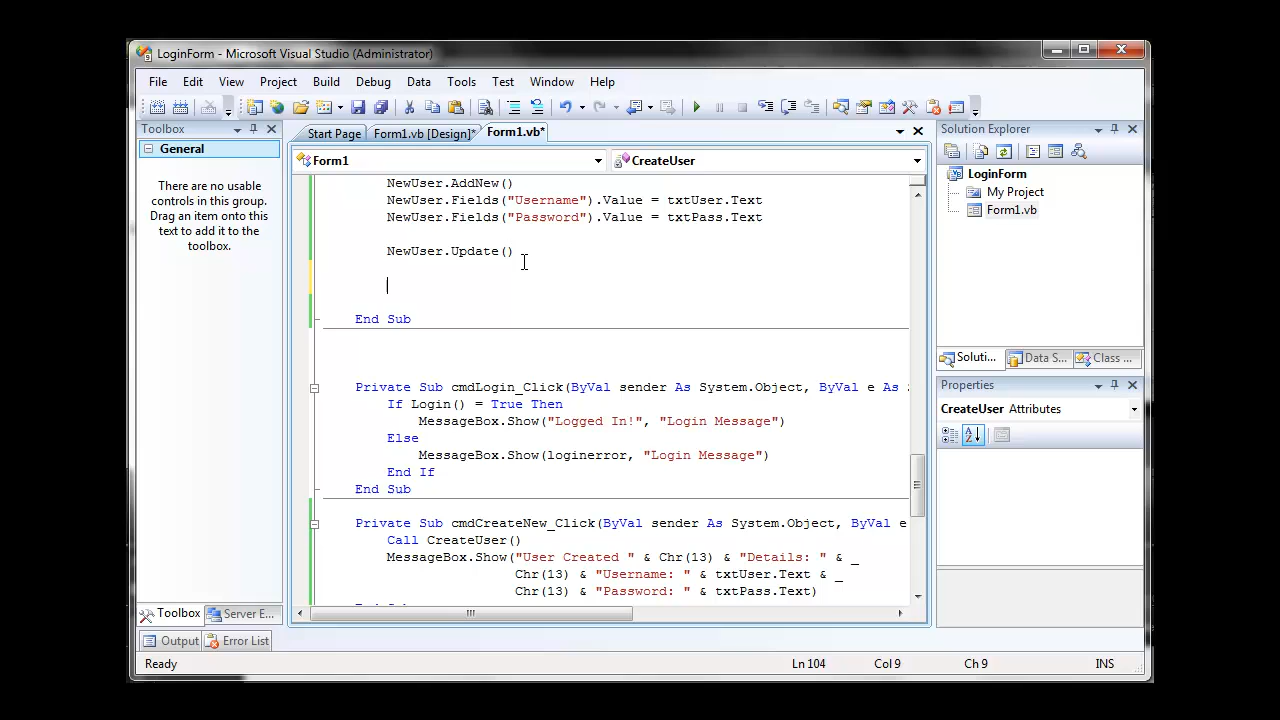 LoginForm - Microsoft Visual Studio (Administrator)
File Edit View Project Build Debug Data Tools Test Window Help
Toolbox
General
There are no usable
controls in this group.
Drag an item onto this
text to add it to the
toolbox.
Toolbox Server E...
Start Page Form1.vb [Design]* Form1.vb*
Form1 CreateUser
NewUser.AddNew()
NewUser.Fields("Username").Value = txtUser.Text
NewUser.Fields("Password").Value = txtPass.Text
NewUser.Update()
End Sub
Private Sub cmdLogin_Click(ByVal sender As System.Object, ByVal e As
If Login() = True Then
MessageBox.Show("Logged In!", "Login Message")
Else
MessageBox.Show(loginerror, "Login Message")
End If
End Sub
Private Sub cmdCreateNew_Click(ByVal sender As System.Object, ByVal e
Call CreateUser()
MessageBox.Show("User Created " & Chr(13) & "Details: " & _
Chr(13) & "Username: " & txtUser.Text & _
Chr(13) & "Password: " & txtPass.Text)
Solution Explorer
LoginForm
My Project
Form1.vb
Soluti... Data S... Class ...
Properties
CreateUser Attributes
Output Error List
Ready Ln 104 Col 9 Ch 9 INS